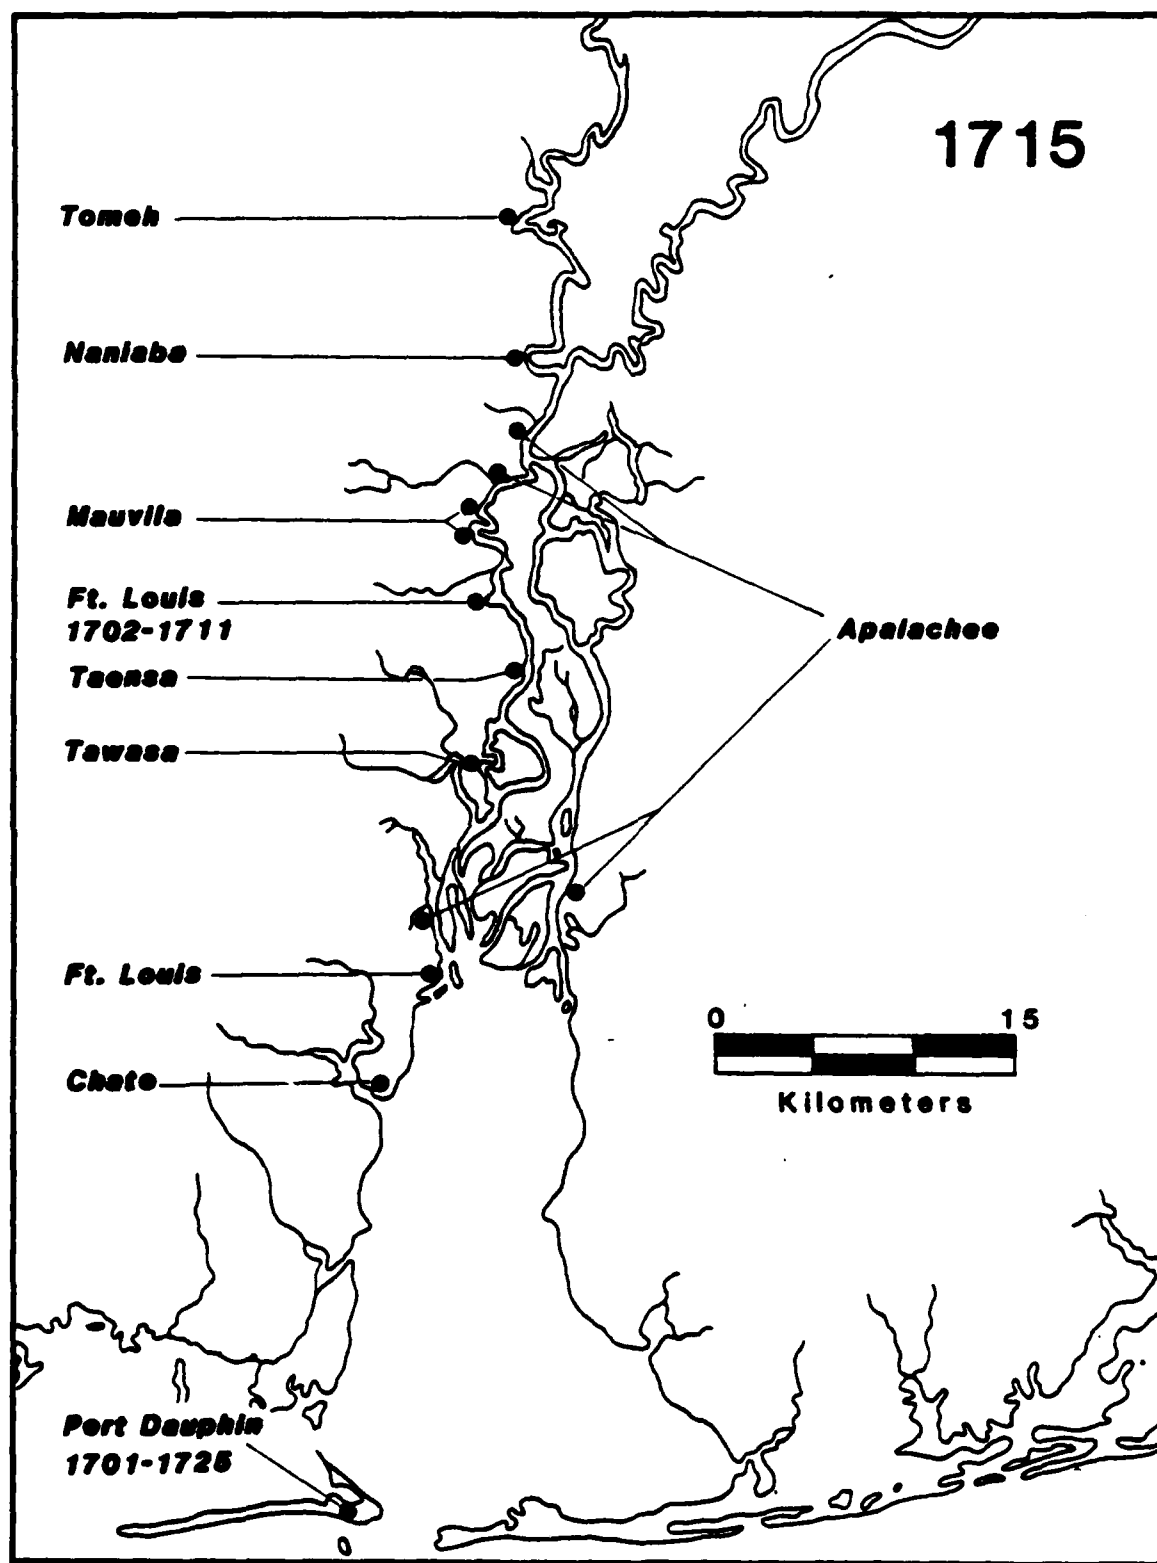 1715
Tomeh
Naniaba
Mauvila
Ft. Louis
1702-1711
Apalachee
Taensa
Tawasa
Ft. Louis
0 15
Kilometers
Chato
Port Dauphin
1701-1725